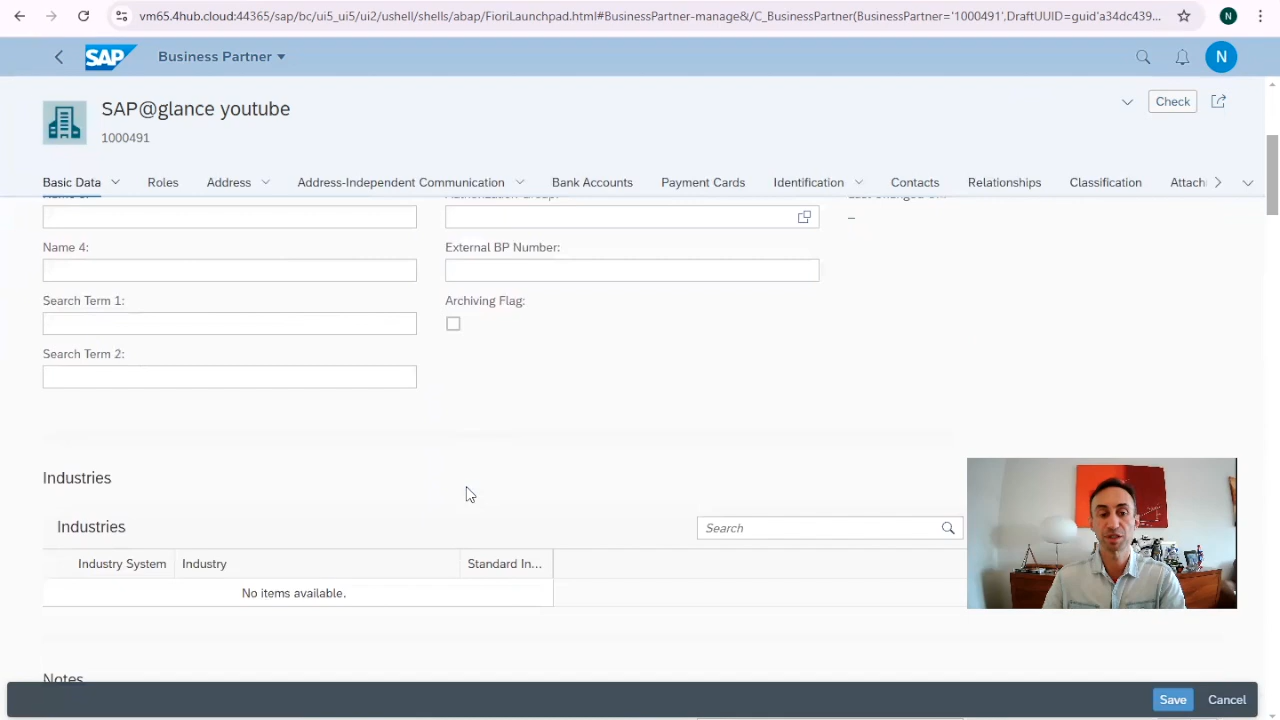 vm65.4hub.cloud:44365/sap/bc/ui5_ui5/ui2/ushell/shells/abap/FioriLaunchpad.html#BusinessPartner-manage&/C_BusinessPartner(BusinessPartner='1000491',DraftUUID=guid'a34dc439...
N
SAP
Business Partner
N
SAP@glance youtube
Check
1000491
Basic Data
Roles
Address
Address-Independent Communication
Bank Accounts
Payment Cards
Identification
Contacts
Relationships
Classification
Attach
–
Name 4:
External BP Number:
Search Term 1:
Archiving Flag:
Search Term 2:
Industries
Industries
Search
Industry System
Industry
Standard In...
No items available.
Notes
Save
Cancel